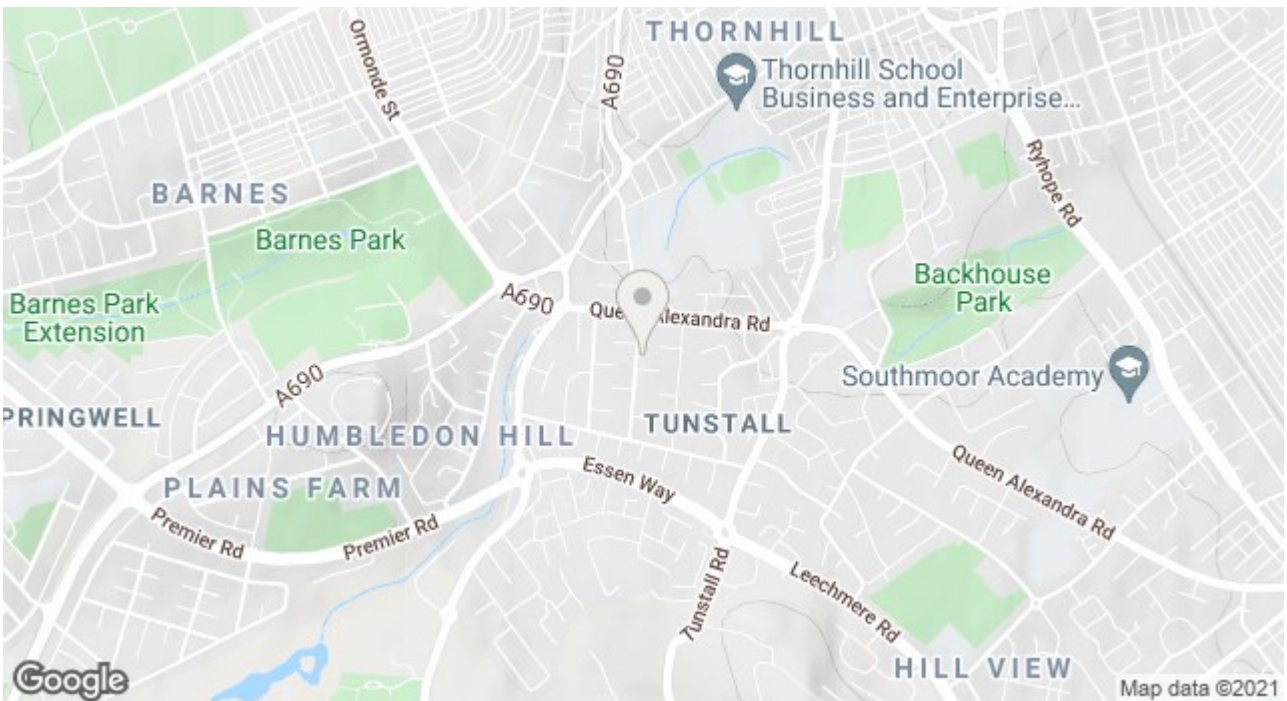 THORNHILL
Ormonde St
A690
Thornhill School
Business and Enterprise...
Ryhope Rd
BARNES
Barnes Park
Backhouse
Park
Barnes Park
Extension
A690
Queen Alexandra Rd
A690
Southmoor Academy
PRINGWELL
HUMBLEDON HILL
TUNSTALL
Essen Way
Queen Alexandra Rd
PLAINS FARM
Premier Rd
Premier Rd
Tunstall Rd
Leechmere Rd
HILL VIEW
Google
Map data ©2021